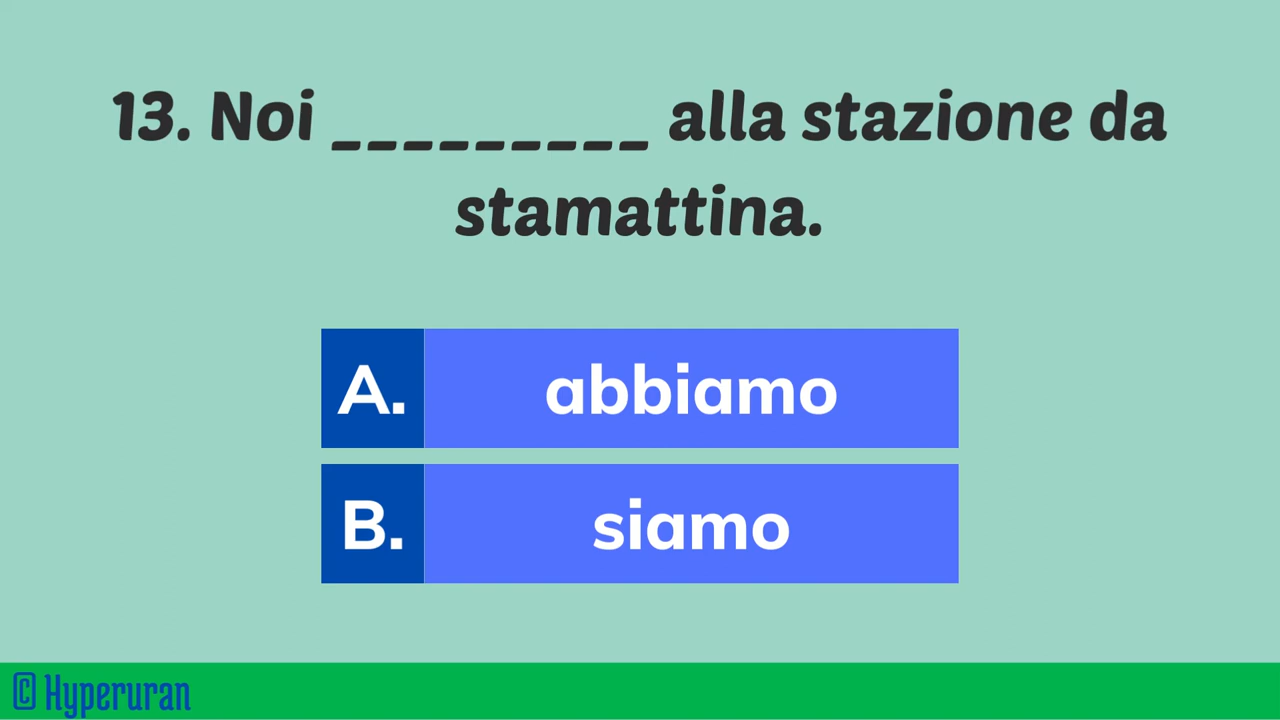 13. Noi _________ alla stazione da
stamattina.
A. abbiamo
B. siamo
© Hyperuran